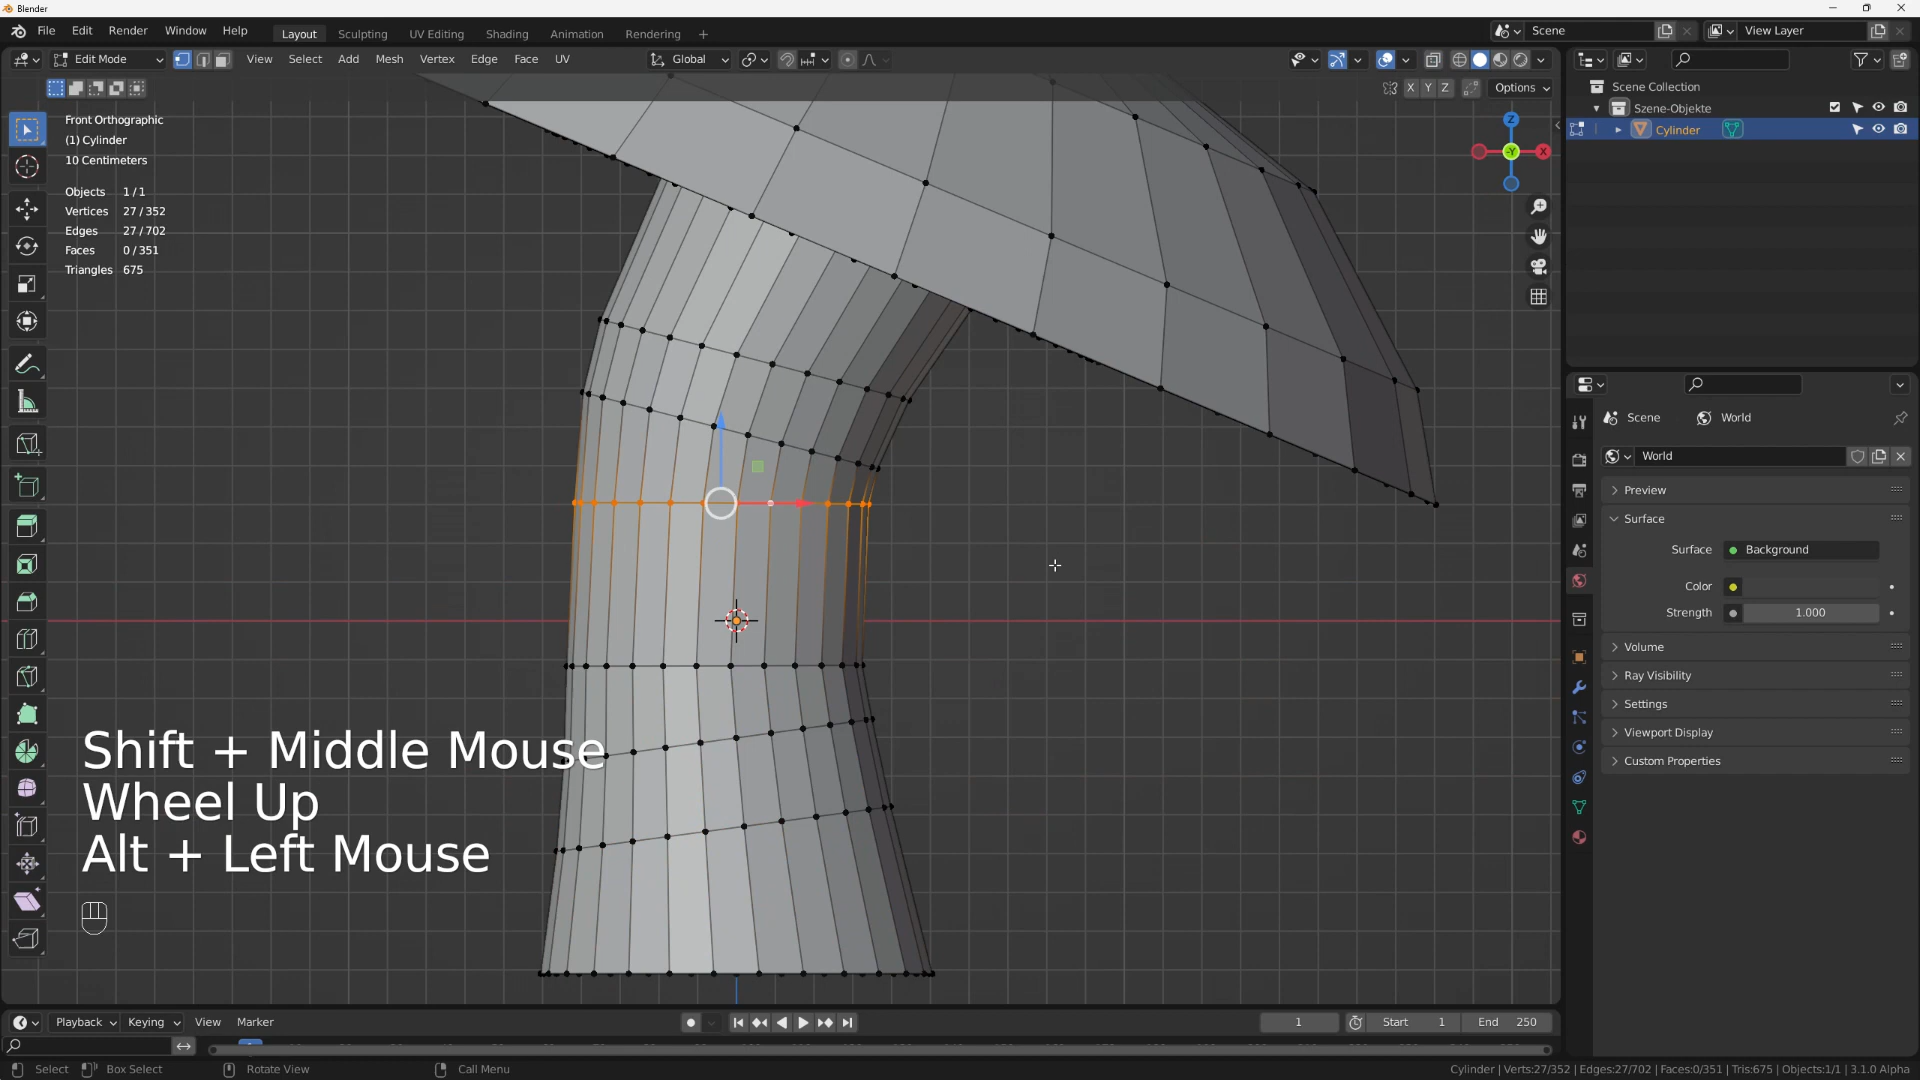 Blender
File Edit Render Window Help
Layout Sculpting UV Editing Shading Animation Rendering +
Scene
View Layer
Edit Mode
View Select Add Mesh Vertex Edge Face UV
Global
X Y Z
Options
Front Orthographic
(1) Cylinder
10 Centimeters
Objects 1 / 1
Vertices 27 / 352
Edges 27 / 702
Faces 0 / 351
Triangles 675
Z
-Y
X
Scene Collection
Szene-Objekte
Cylinder
Scene
World
World
Preview
Surface
Surface Background
Color
Strength 1.000
Volume
Ray Visibility
Settings
Viewport Display
Custom Properties
Shift + Middle Mouse
Wheel Up
Alt + Left Mouse
Playback Keying View Marker
1
Start 1
End 250
Select
Box Select
Rotate View
Call Menu
Cylinder | Verts:27/352 | Edges:27/702 | Faces:0/351 | Tris:675 | Objects:1/1 | 3.1.0 Alpha